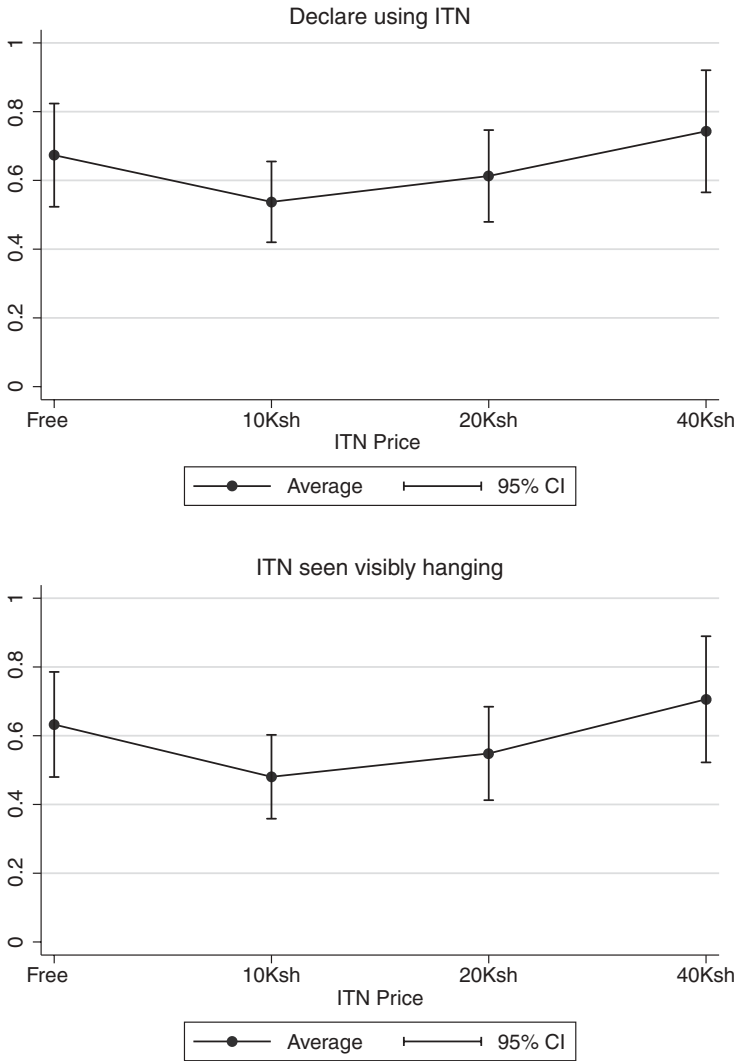 Declare using ITN
1
0.8
0.6
0.4
0.2
0
Free 10Ksh 20Ksh 40Ksh
ITN Price
Average 95% CI
ITN seen visibly hanging
1
0.8
0.6
0.4
0.2
0
Free 10Ksh 20Ksh 40Ksh
ITN Price
Average 95% CI